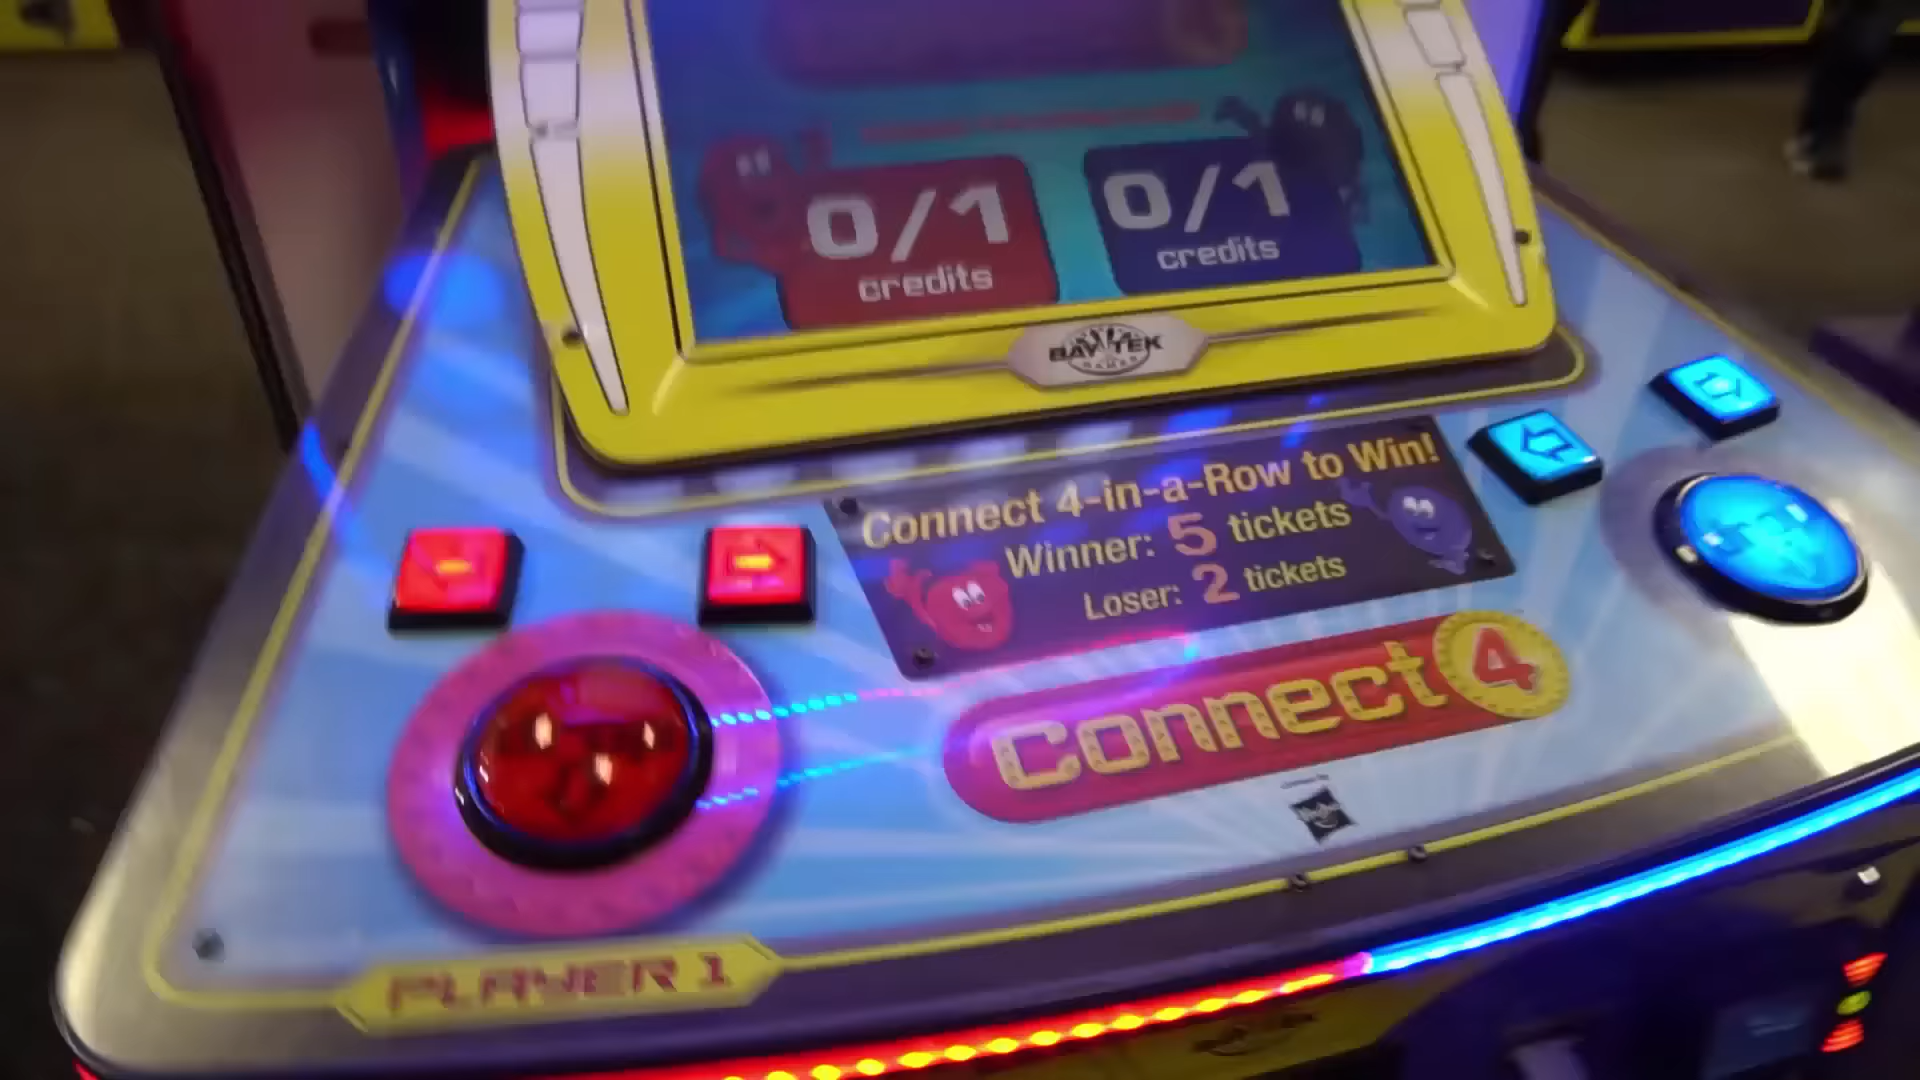 0/1
credits
0/1
credits
BAY TEK
GAMES
Connect 4-in-a-Row to Win!
Winner: 5 tickets
Loser: 2 tickets
connect 4
PLAYER 1